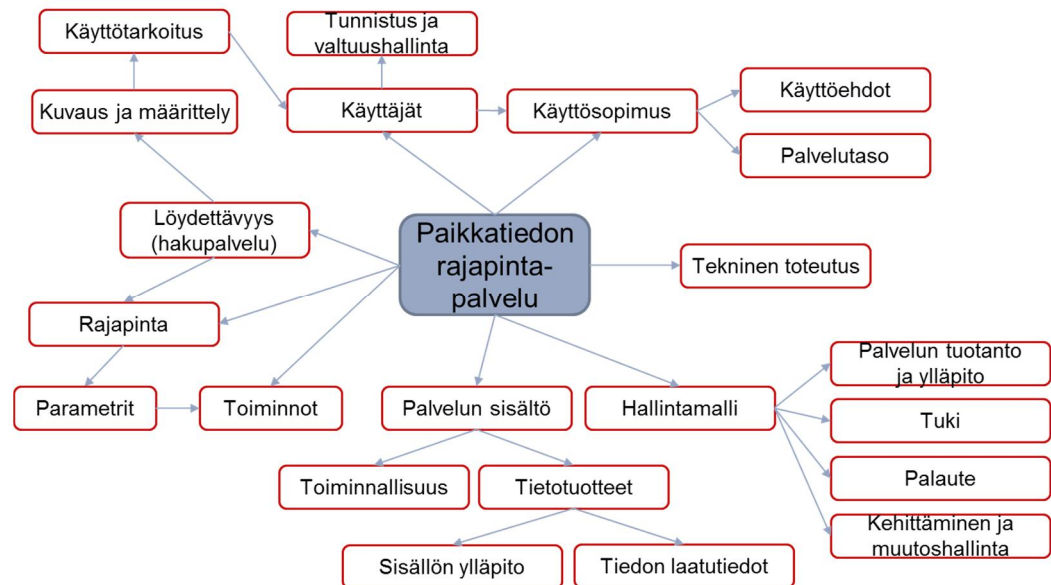 Käyttötarkoitus
Tunnistus ja
valtuushallinta
Kuvaus ja määrittely
Käyttäjät
Käyttösopimus
Käyttöehdot
Palvelutaso
Löydettävyys
(hakupalvelu)
Paikkatiedon
rajapinta-
palvelu
Tekninen toteutus
Rajapinta
Parametrit
Toiminnot
Palvelun sisältö
Hallintamalli
Palvelun tuotanto
ja ylläpito
Tuki
Palaute
Kehittäminen ja
muutoshallinta
Toiminnallisuus
Tietotuotteet
Sisällön ylläpito
Tiedon laatutiedot